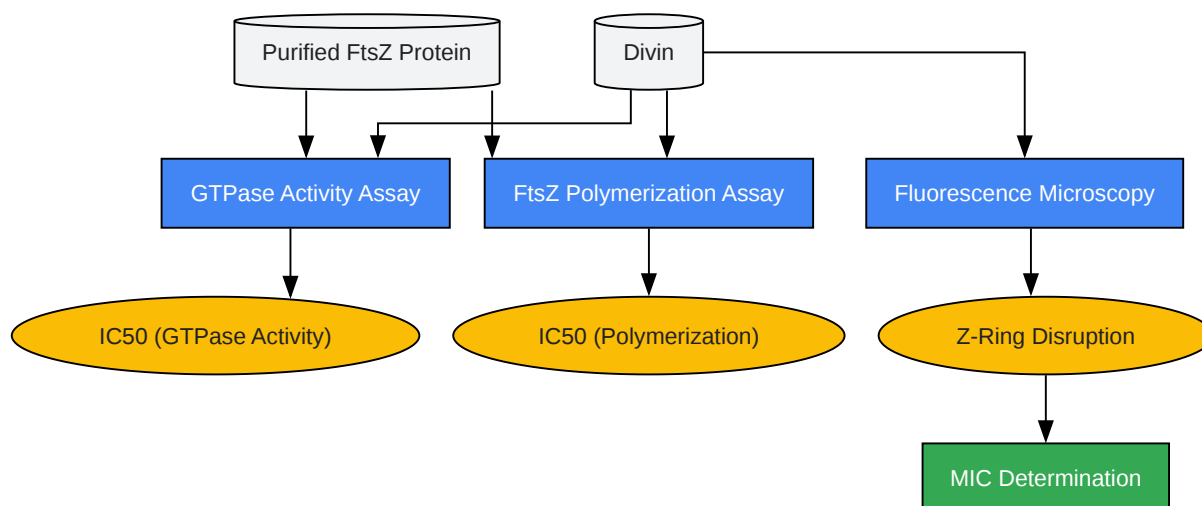 Purified FtsZ Protein
Divin
GTPase Activity Assay
FtsZ Polymerization Assay
Fluorescence Microscopy
IC50 (GTPase Activity)
IC50 (Polymerization)
Z-Ring Disruption
MIC Determination